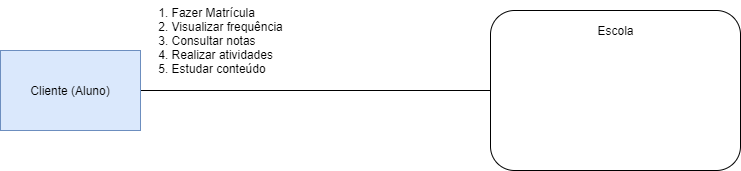 1. Fazer Matrícula
2. Visualizar frequência
3. Consultar notas
4. Realizar atividades
5. Estudar conteúdo
Escola
Cliente (Aluno)